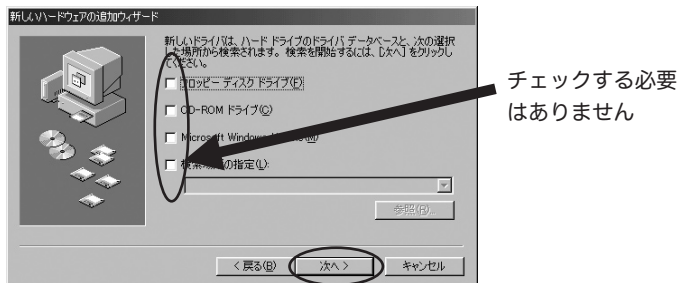 新しいハードウェアの追加ウィザード
新しいドライバは、ハード ドライブのドライバ データベースと、次の選択
した場所から検索されます。検索を開始するには、[次へ] をクリックし
てください。
フロッピー ディスク ドライブ(F)
CD-ROM ドライブ(C)
Microsoft Windows
検索場所の指定(L):
参照(R)...
< 戻る(B)
次へ >
キャンセル
チェックする必要
はありません